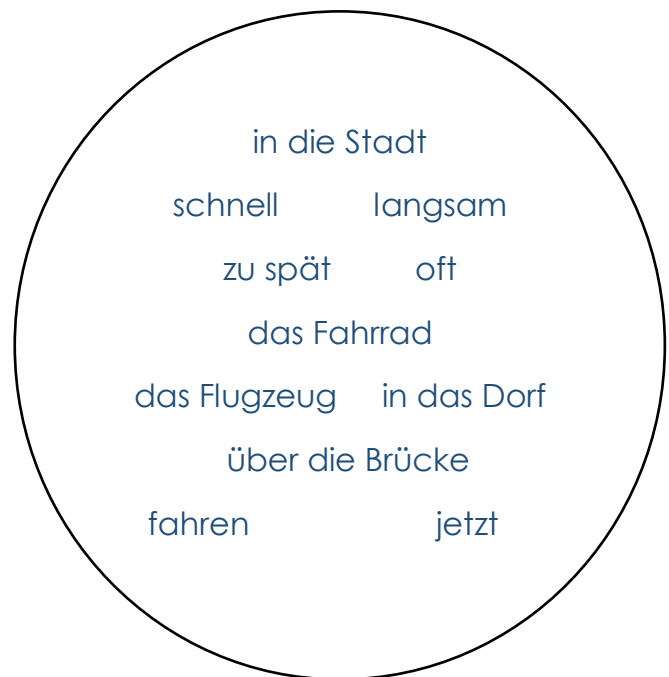 in die Stadt
schnell langsam
zu spät oft
das Fahrrad
das Flugzeug in das Dorf
über die Brücke
fahren jetzt